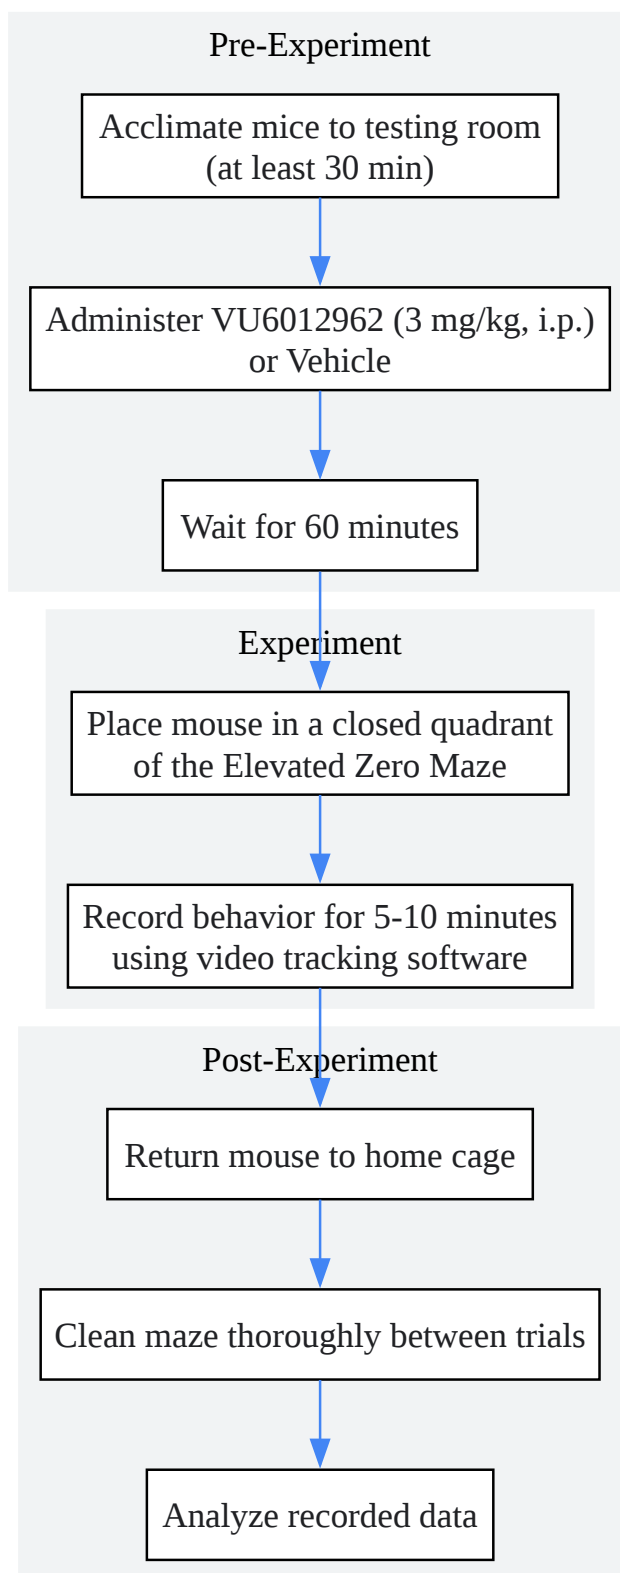 Pre-Experiment
Acclimate mice to testing room
(at least 30 min)
Administer VU6012962 (3 mg/kg, i.p.)
or Vehicle
Wait for 60 minutes
Experiment
Place mouse in a closed quadrant
of the Elevated Zero Maze
Record behavior for 5-10 minutes
using video tracking software
Post-Experiment
Return mouse to home cage
Clean maze thoroughly between trials
Analyze recorded data